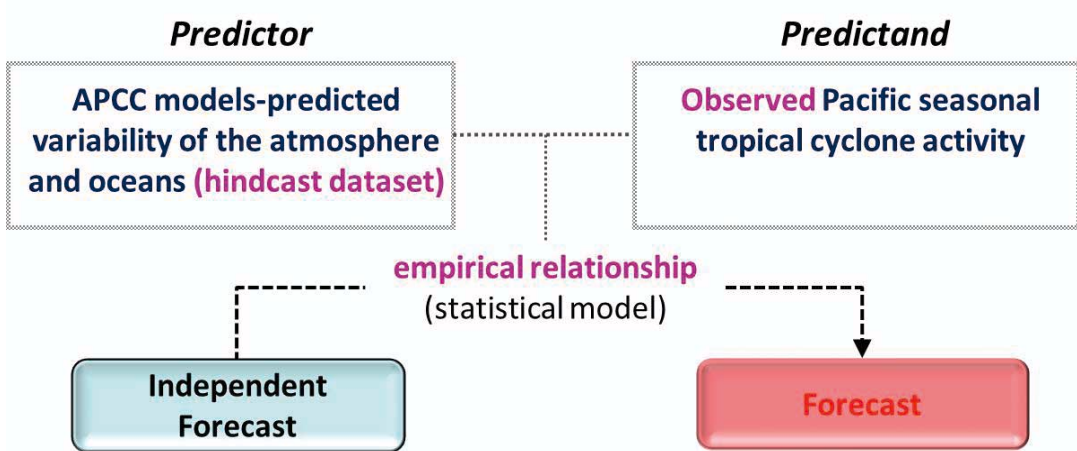 Predictor
APCC models-predicted
variability of the atmosphere
and oceans (hindcast dataset)
Predictand
Observed Pacific seasonal
tropical cyclone activity
empirical relationship
(statistical model)
Independent
Forecast
Forecast